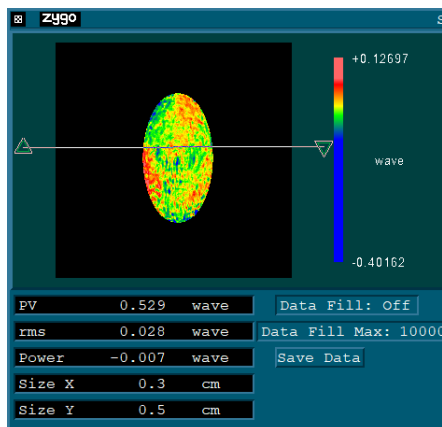 zygo
+0.12697
wave
-0.40162
PV 0.529 wave Data Fill: Off
rms 0.028 wave Data Fill Max: 10000
Power -0.007 wave Save Data
Size X 0.3 cm
Size Y 0.5 cm